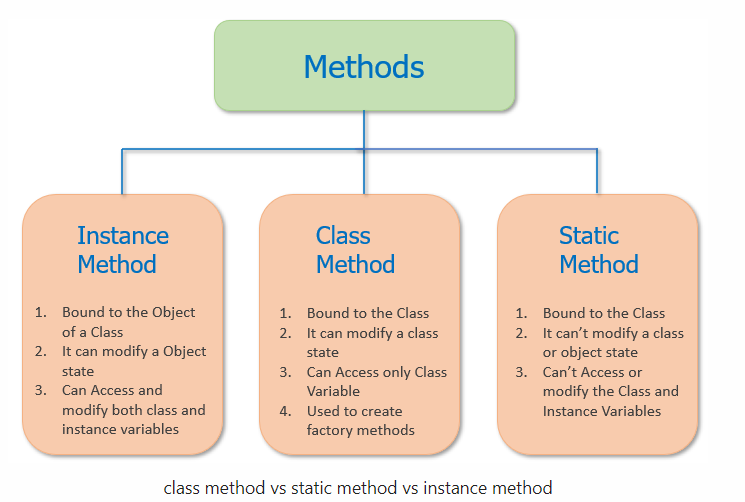 Methods
Instance
Method
1. Bound to the Object
of a Class
2. It can modify a Object
state
3. Can Access and
modify both class and
instance variables
Class
Method
1. Bound to the Class
2. It can modify a class
state
3. Can Access only Class
Variable
4. Used to create
factory methods
Static
Method
1. Bound to the Class
2. It can’t modify a class
or object state
3. Can’t Access or
modify the Class and
Instance Variables
class method vs static method vs instance method